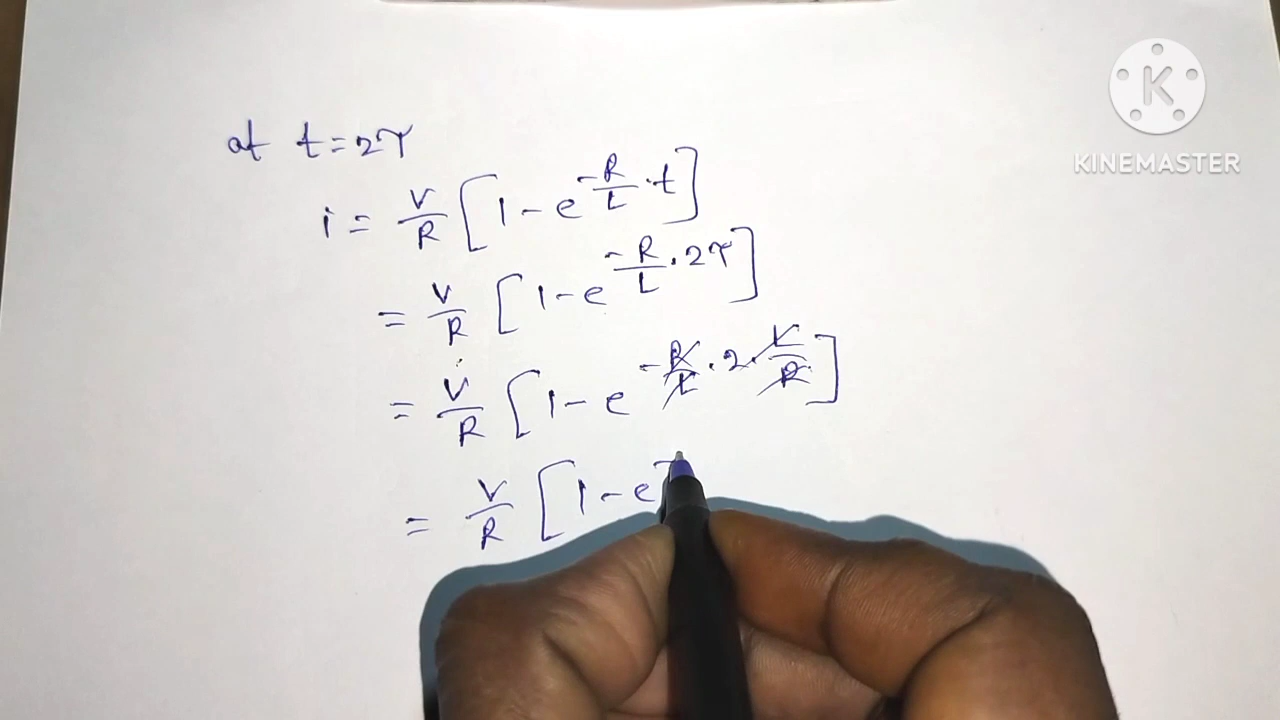 at t=2τ
i = V/R [1-e^{-R/L · t}]
= V/R [1-e^{-R/L · 2τ}]
= V/R [1-e^{-R/L · 2 · L/R}]
= V/R [1-e^-
KINEMASTER